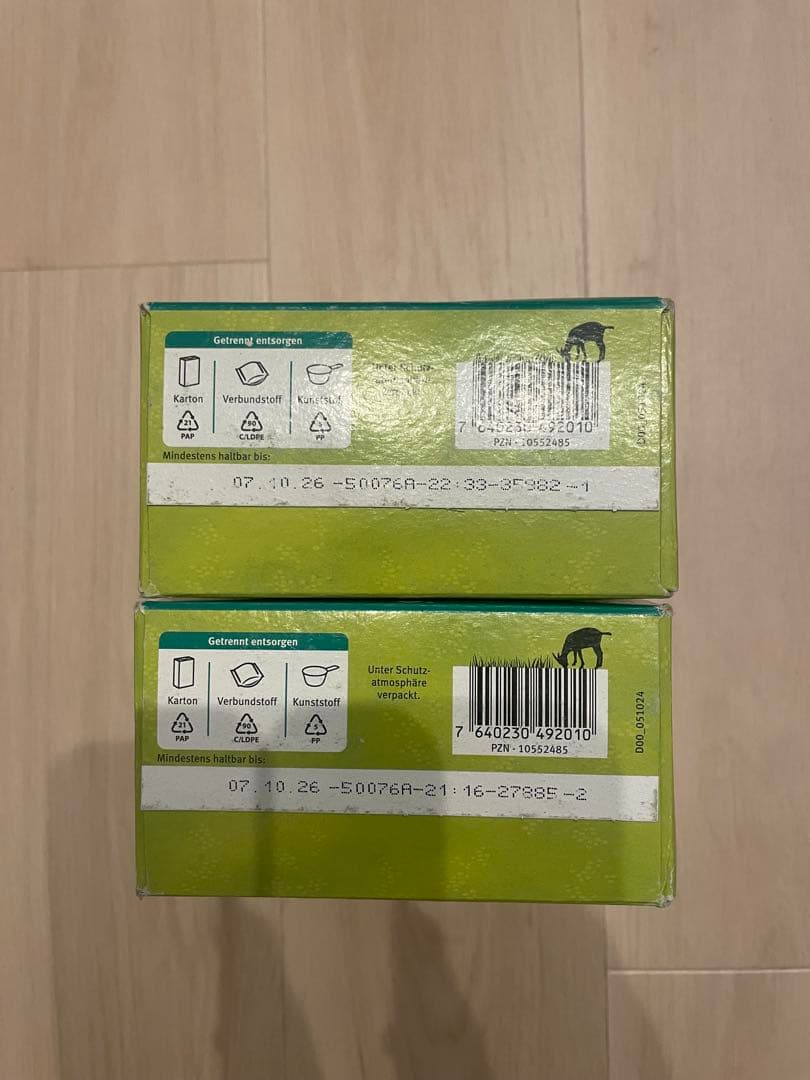 Getrennt entsorgen
Karton Verbundstoff Kunststoff
21 90 5
PAP C/LDPE PP
Unter Schutz-
7 640230 492010
PZN - 10552485
D00_051024
Mindestens haltbar bis:
07.10.26 -50076A-22:33-35982-1
Getrennt entsorgen
Karton Verbundstoff Kunststoff
21 90 5
PAP C/LDPE PP
Unter Schutz-
atmosphäre
verpackt.
7 640230 492010
PZN - 10552485
D00_051024
Mindestens haltbar bis:
07.10.26 -50076A-21:16-27885-2